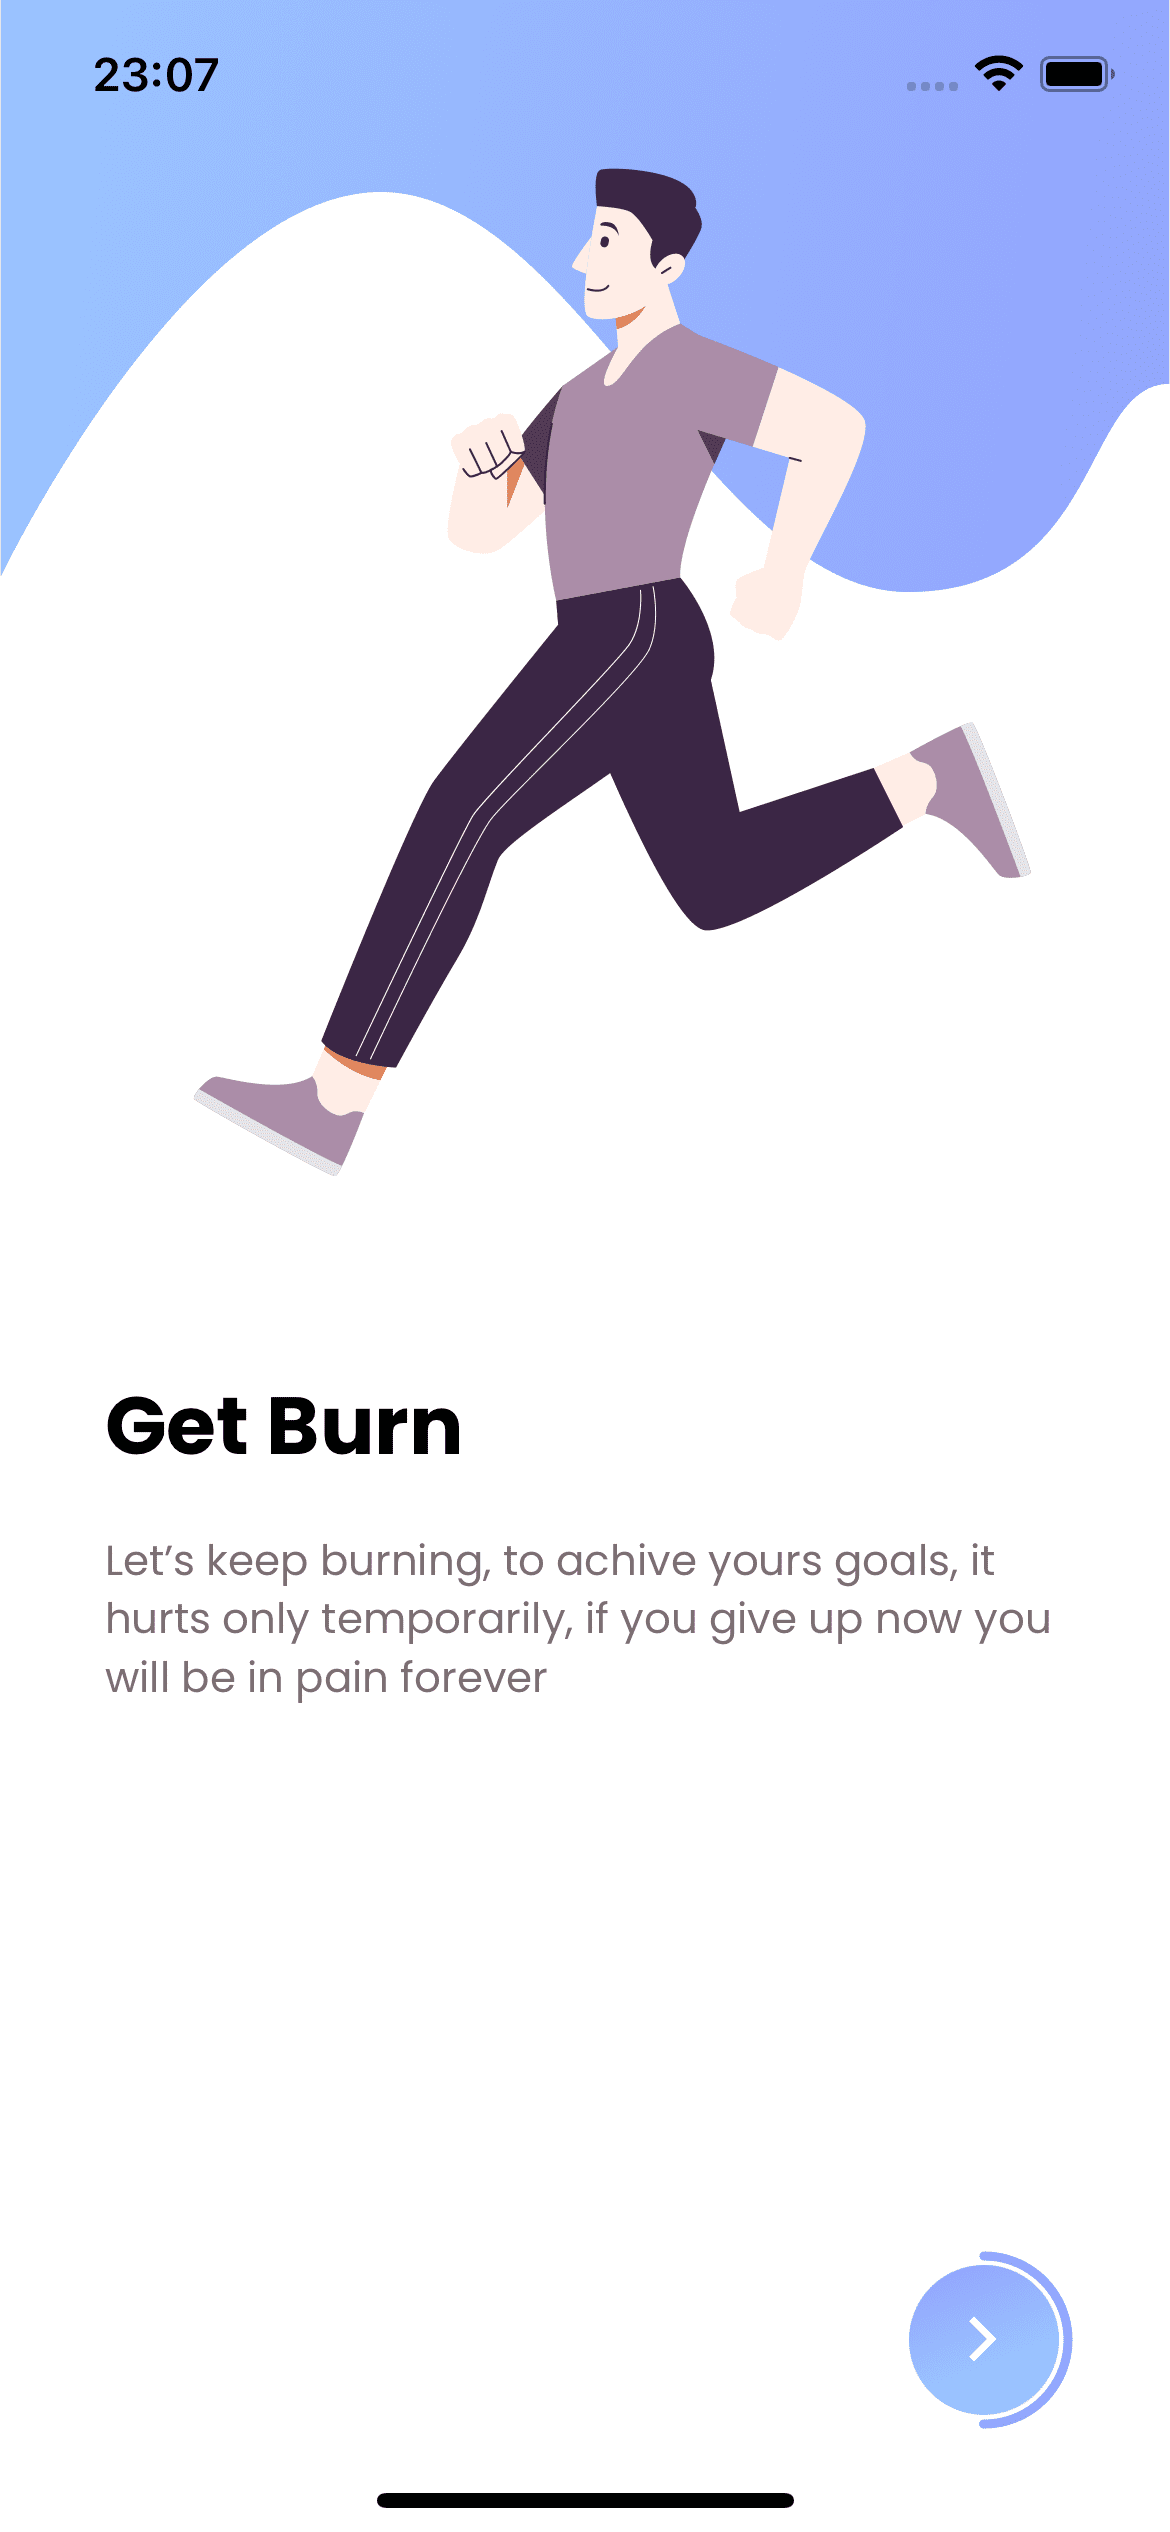 23:07
Get Burn
Let’s keep burning, to achive yours goals, it
hurts only temporarily, if you give up now you
will be in pain forever